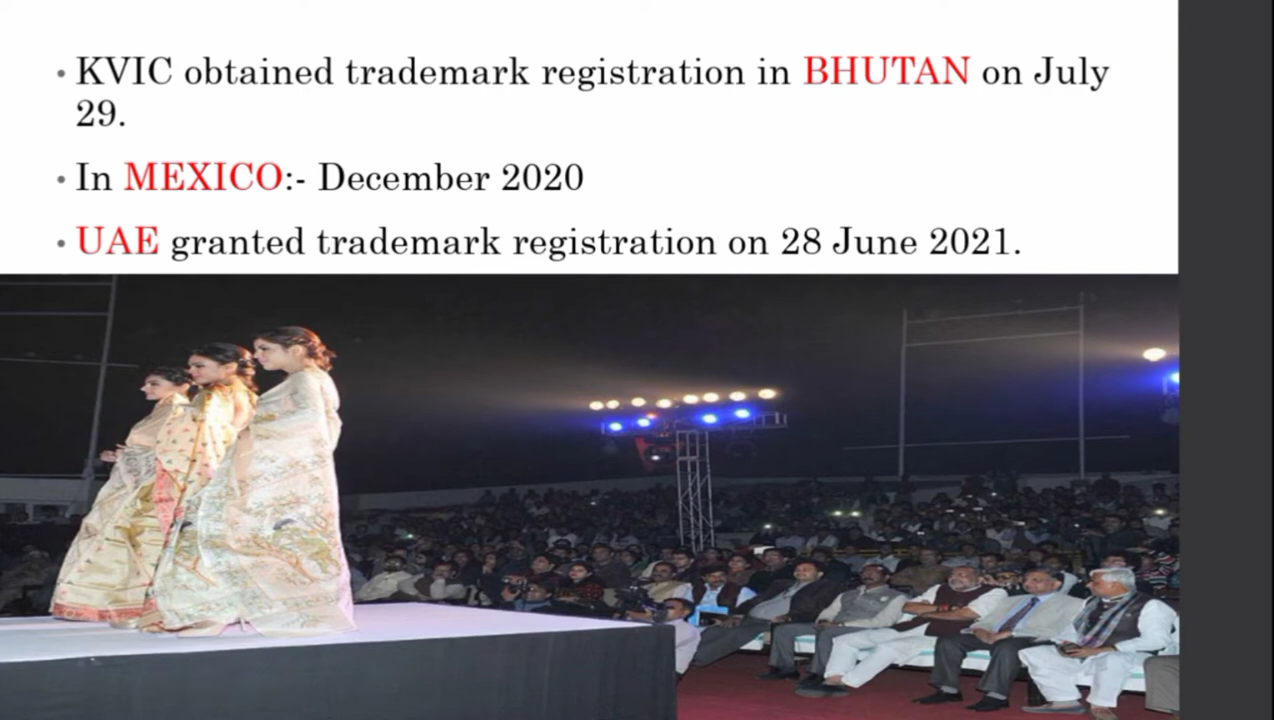 • KVIC obtained trademark registration in BHUTAN on July
29.
• In MEXICO:- December 2020
• UAE granted trademark registration on 28 June 2021.